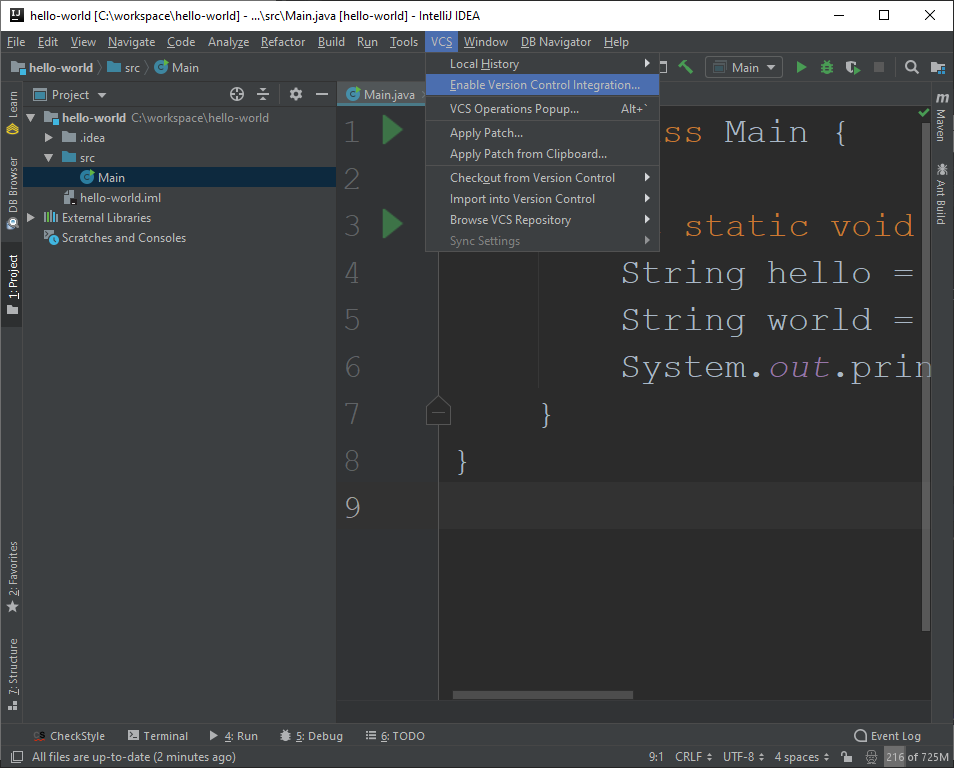 hello-world [C:\workspace\hello-world] - ...\src\Main.java [hello-world] - IntelliJ IDEA
File Edit View Navigate Code Analyze Refactor Build Run Tools VCS Window DB Navigator Help
hello-world src Main
Main
Local History
Enable Version Control Integration...
VCS Operations Popup... Alt+`
Apply Patch...
Apply Patch from Clipboard...
Checkout from Version Control
Import into Version Control
Browse VCS Repository
Sync Settings
Learn
DB Browser
1: Project
2: Favorites
7: Structure
Project
hello-world C:\workspace\hello-world
.idea
src
Main
hello-world.iml
External Libraries
Scratches and Consoles
Main.java
1 ss Main {
2
3 static void
4 String hello =
5 String world =
6 System.out.prin
7 }
8 }
9
m Maven
Ant Build
CheckStyle Terminal 4: Run 5: Debug 6: TODO Event Log
All files are up-to-date (2 minutes ago) 9:1 CRLF UTF-8 4 spaces 216 of 725M